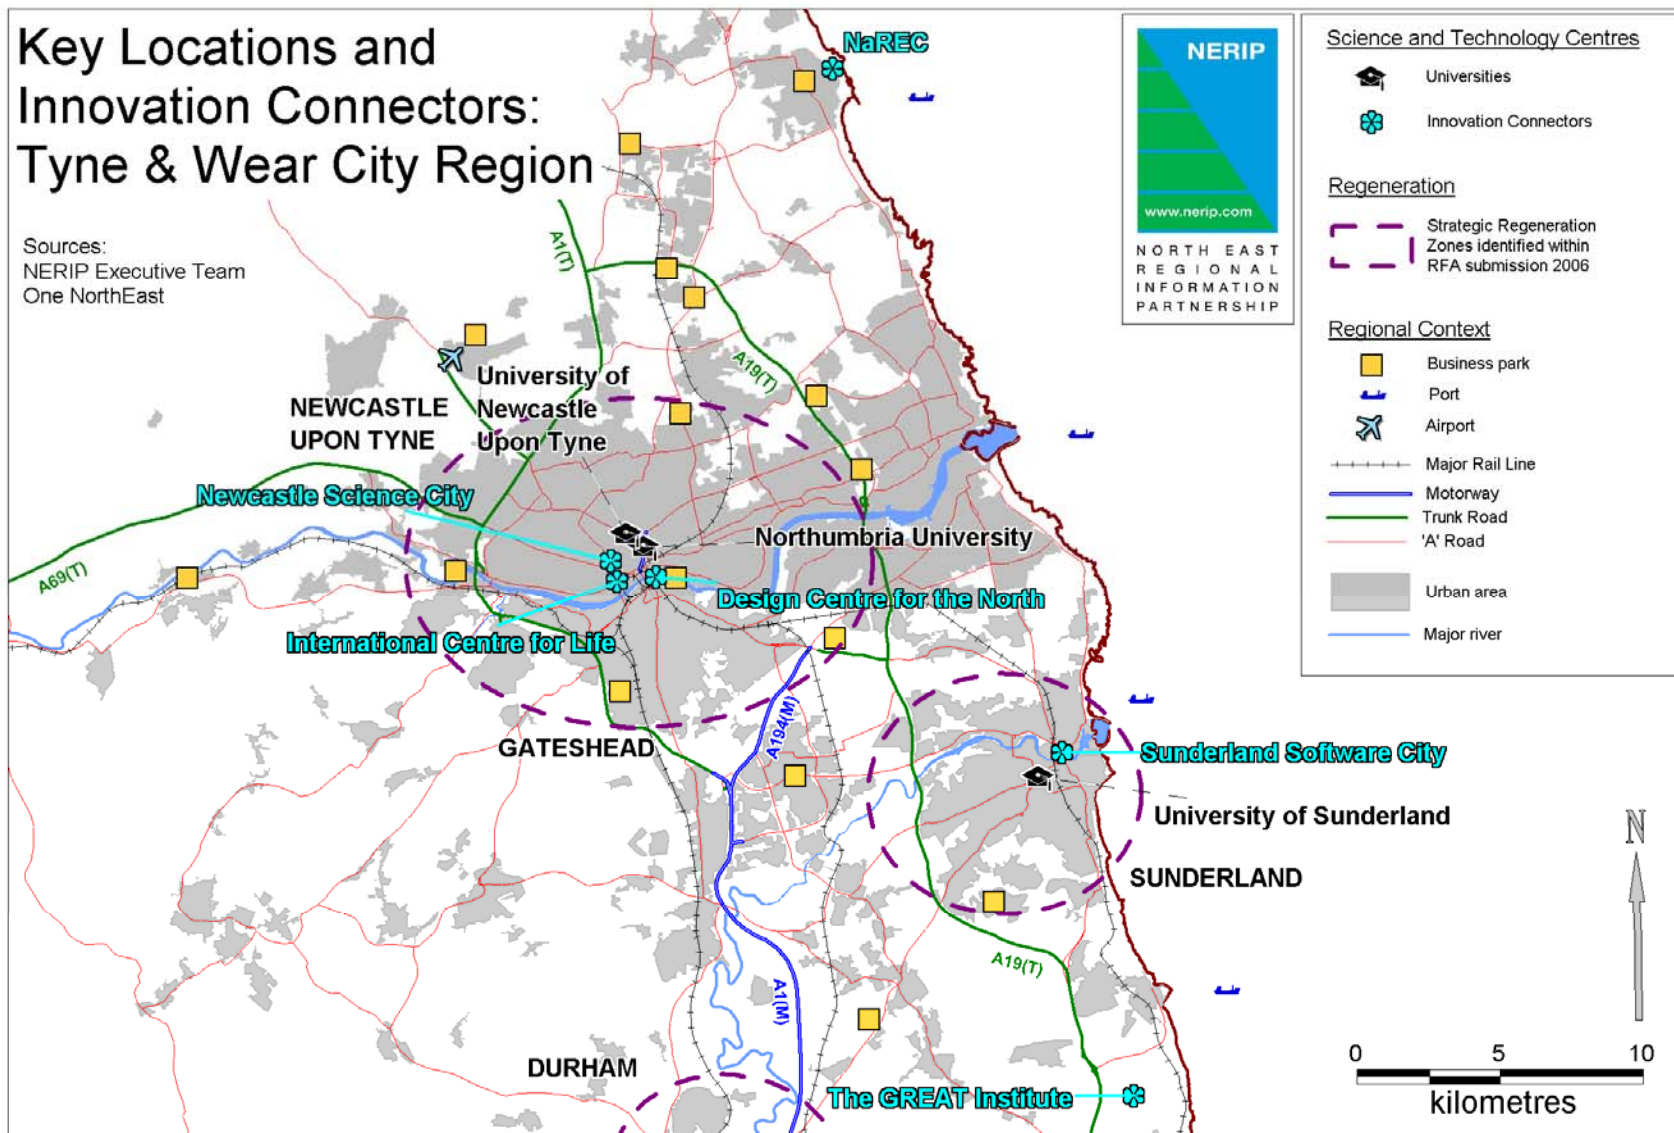 Key Locations and
Innovation Connectors:
Tyne & Wear City Region
Sources:
NERIP Executive Team
One NorthEast
NaREC
NERIP
www.nerip.com
NORTH EAST
REGIONAL
INFORMATION
PARTNERSHIP
Science and Technology Centres
Universities
Innovation Connectors
Regeneration
Strategic Regeneration
Zones identified within
RFA submission 2006
Regional Context
Business park
Port
Airport
Major Rail Line
Motorway
Trunk Road
'A' Road
Urban area
Major river
A1(T)
A19(T)
University of
Newcastle
Upon Tyne
NEWCASTLE
UPON TYNE
Newcastle Science City
A69(T)
Northumbria University
Design Centre for the North
International Centre for Life
GATESHEAD
A194(M)
Sunderland Software City
University of Sunderland
SUNDERLAND
A19(T)
A1(M)
DURHAM
The GREAT Institute
N
0 5 10
kilometres